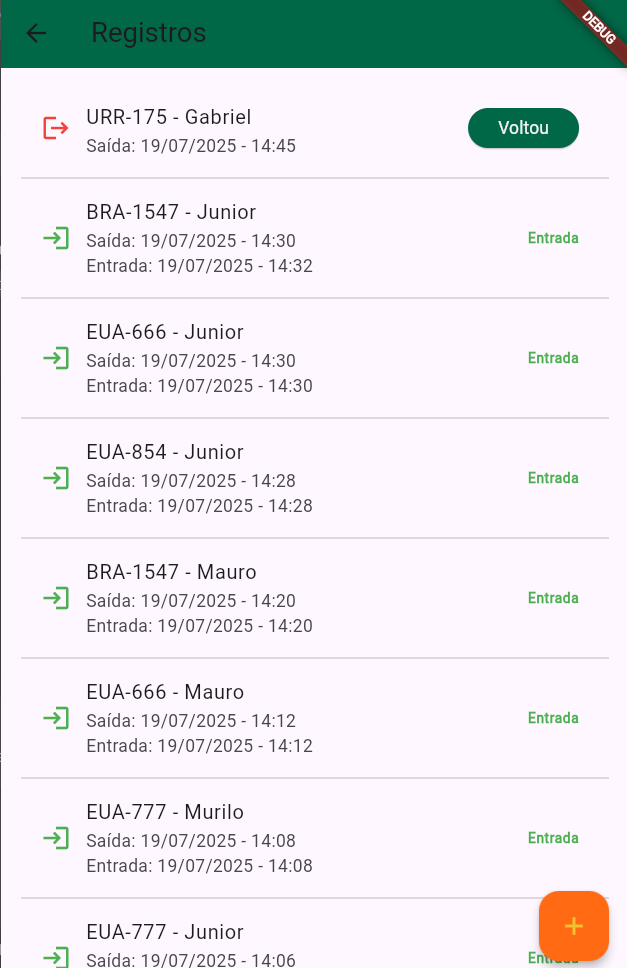 Registros
DEBUG
URR-175 - Gabriel
Saída: 19/07/2025 - 14:45
Voltou
BRA-1547 - Junior
Saída: 19/07/2025 - 14:30
Entrada: 19/07/2025 - 14:32
Entrada
EUA-666 - Junior
Saída: 19/07/2025 - 14:30
Entrada: 19/07/2025 - 14:30
Entrada
EUA-854 - Junior
Saída: 19/07/2025 - 14:28
Entrada: 19/07/2025 - 14:28
Entrada
BRA-1547 - Mauro
Saída: 19/07/2025 - 14:20
Entrada: 19/07/2025 - 14:20
Entrada
EUA-666 - Mauro
Saída: 19/07/2025 - 14:12
Entrada: 19/07/2025 - 14:12
Entrada
EUA-777 - Murilo
Saída: 19/07/2025 - 14:08
Entrada: 19/07/2025 - 14:08
Entrada
EUA-777 - Junior
Saída: 19/07/2025 - 14:06
Entrada